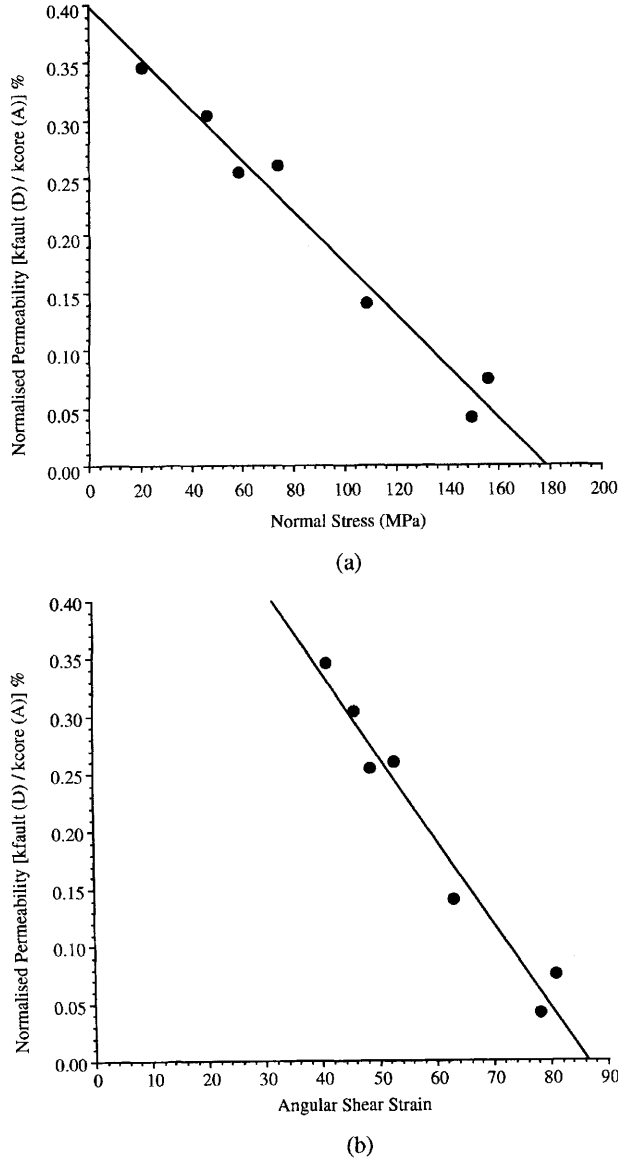 0.40
0.35
0.30
0.25
0.20
0.15
0.10
0.05
0.00
Normalised Permeability [kfault (D) / kcore (A)] %
0 20 40 60 80 100 120 140 160 180 200
Normal Stress (MPa)
(a)
0.40
0.35
0.30
0.25
0.20
0.15
0.10
0.05
0.00
Normalised Permeability [kfault (D) / kcore (A)] %
0 10 20 30 40 50 60 70 80 90
Angular Shear Strain
(b)